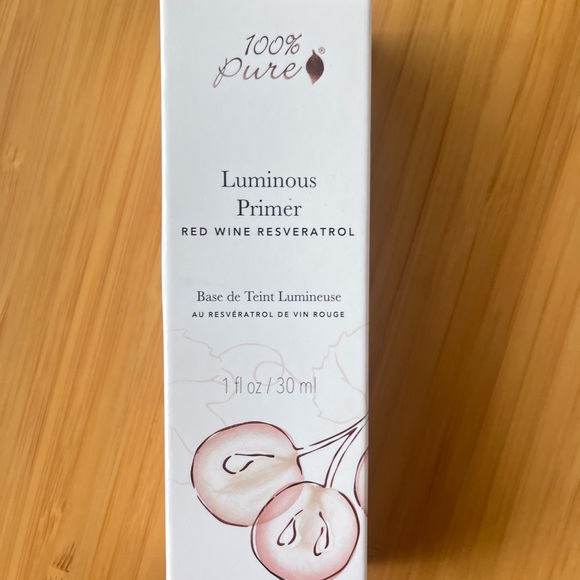 100%
Pure®
Luminous
Primer
RED WINE RESVERATROL
Base de Teint Lumineuse
AU RESVÉRATROL DE VIN ROUGE
1 fl oz / 30 ml